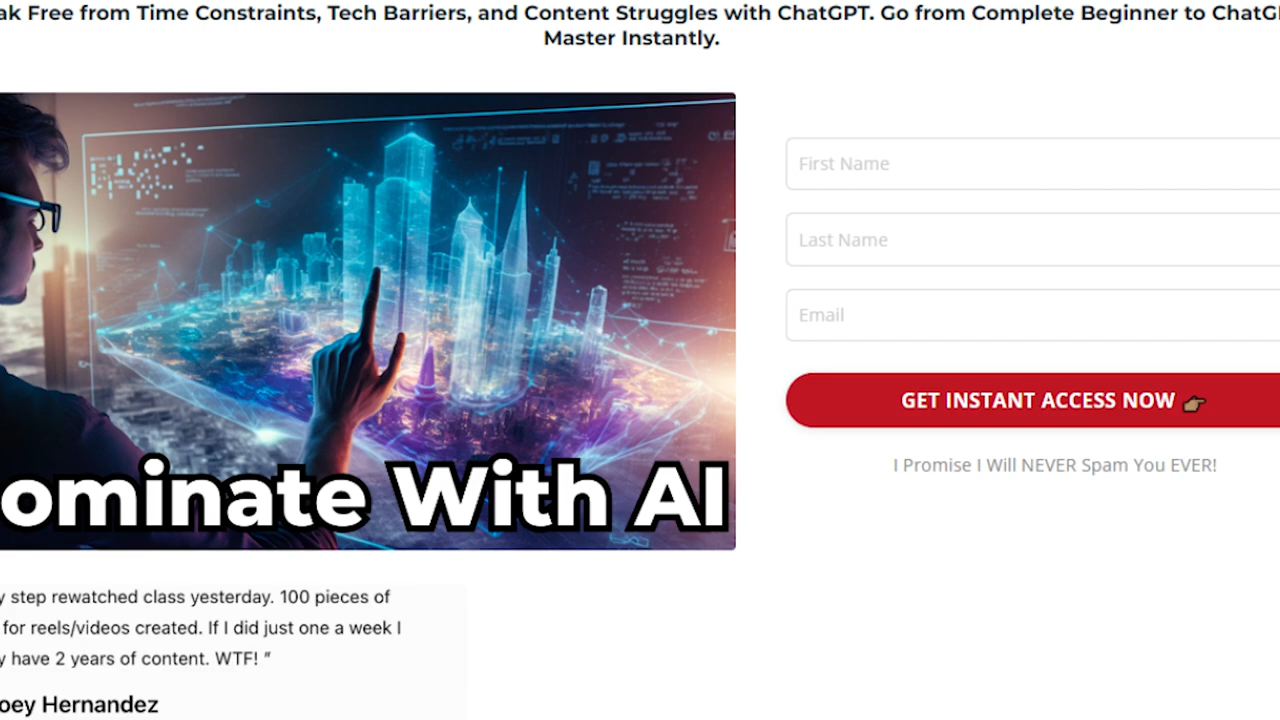 ak Free from Time Constraints, Tech Barriers, and Content Struggles with ChatGPT. Go from Complete Beginner to ChatG
Master Instantly.
First Name
Last Name
Email
GET INSTANT ACCESS NOW 👉🏾
I Promise I Will NEVER Spam You EVER!
ominate With AI
y step rewatched class yesterday. 100 pieces of
for reels/videos created. If I did just one a week I
y have 2 years of content. WTF! ”
oey Hernandez